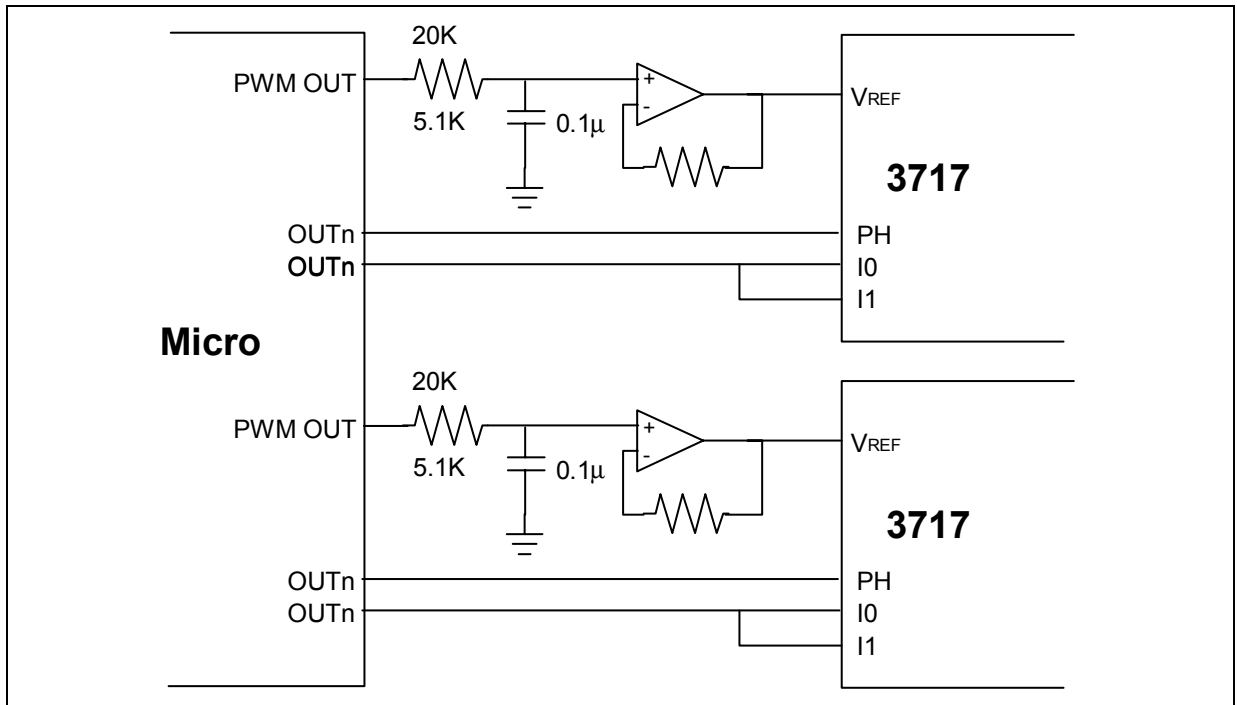 20K
PWM OUT
5.1K
0.1μ
+
-
VREF
3717
OUTn
PH
OUTn
I0
I1
Micro
20K
PWM OUT
5.1K
0.1μ
+
-
VREF
3717
OUTn
PH
OUTn
I0
I1